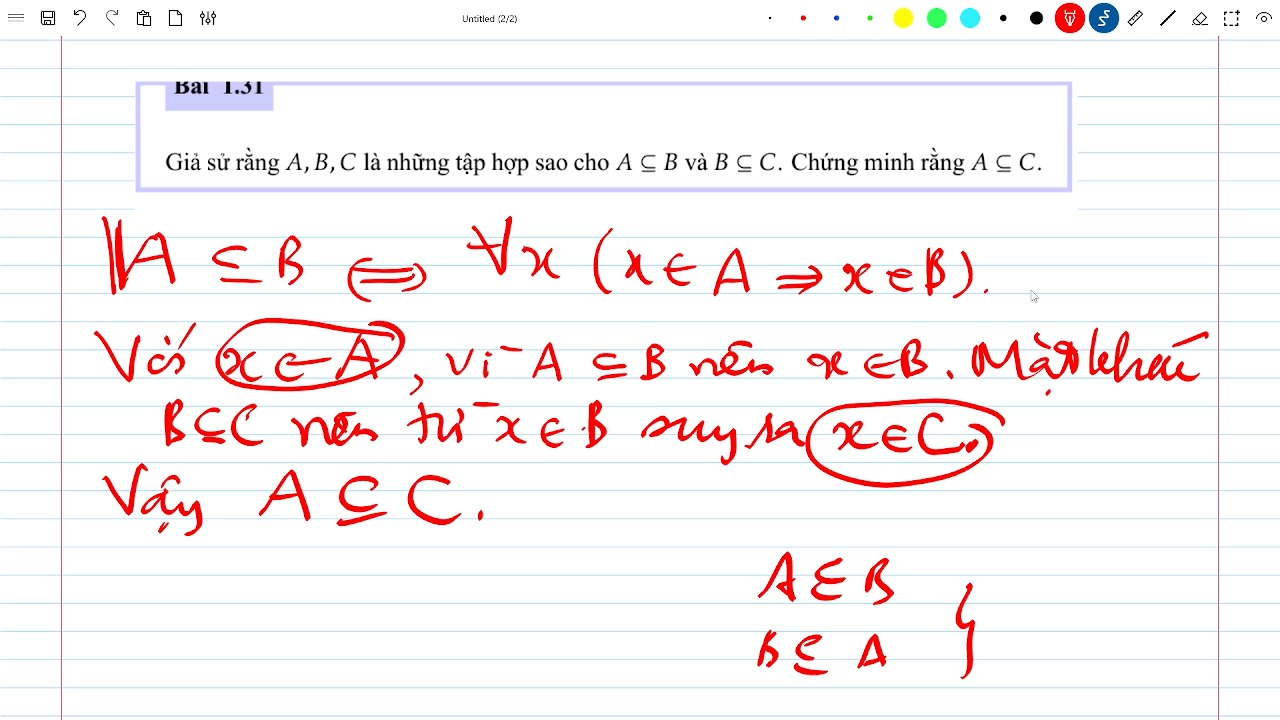 Untitled (2/2)
Bài 1.31
Giả sử rằng A, B, C là những tập hợp sao cho A ⊆ B và B ⊆ C. Chứng minh rằng A ⊆ C.
A ⊆ B ⇔ ∀x (x ∈ A ⇒ x ∈ B).
Với x ∈ A, vì A ⊆ B nên x ∈ B. Mặt khác
B ⊆ C nên từ x ∈ B suy ra x ∈ C.
Vậy A ⊆ C.
A ⊆ B
B ⊆ A }